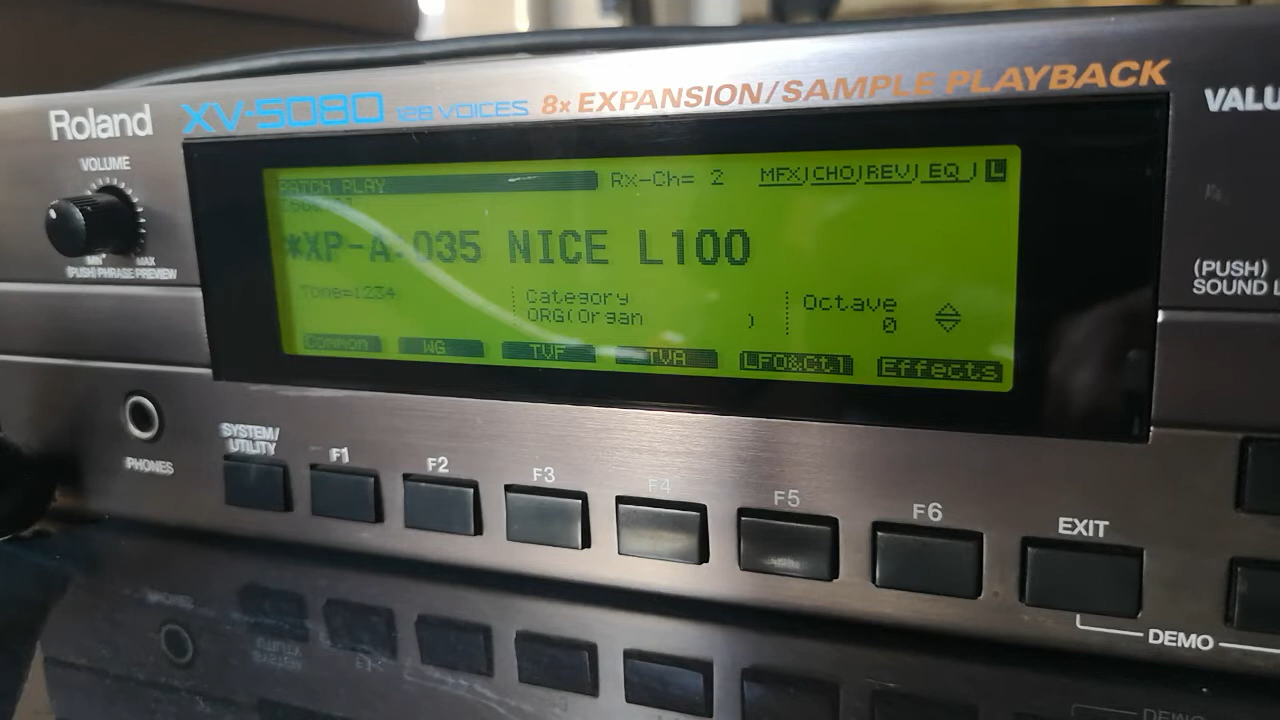 Roland
XV-5080 128 VOICES 8x EXPANSION/SAMPLE PLAYBACK
VOLUME
MIN MAX
(PUSH) PHRASE PREVIEW
PHONES
PATCH PLAY Rx-Ch= 2 MFX CHO REV EQ L
*XP-A:035 NICE L100
Tone=1234 Category Octave
ORG(Organ ) 0
Common WG TVF TVA LFO&Ctl Effects
(PUSH)
SYSTEM/
UTILITY
F1 F2 F3 F4 F5 F6 EXIT
DEMO